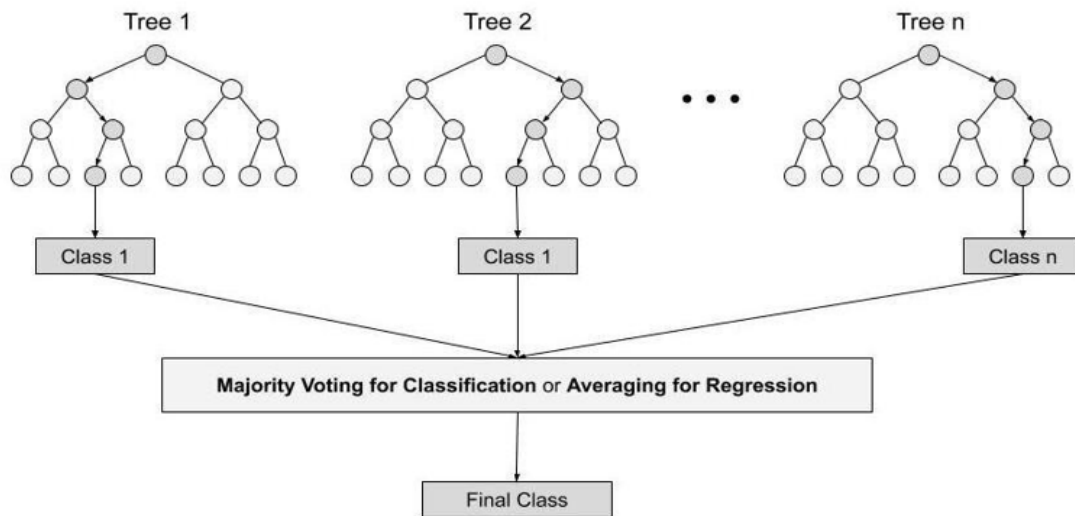 Tree 1
Tree 2
Tree n
Class 1
Class 1
Class n
Majority Voting for Classification or Averaging for Regression
Final Class